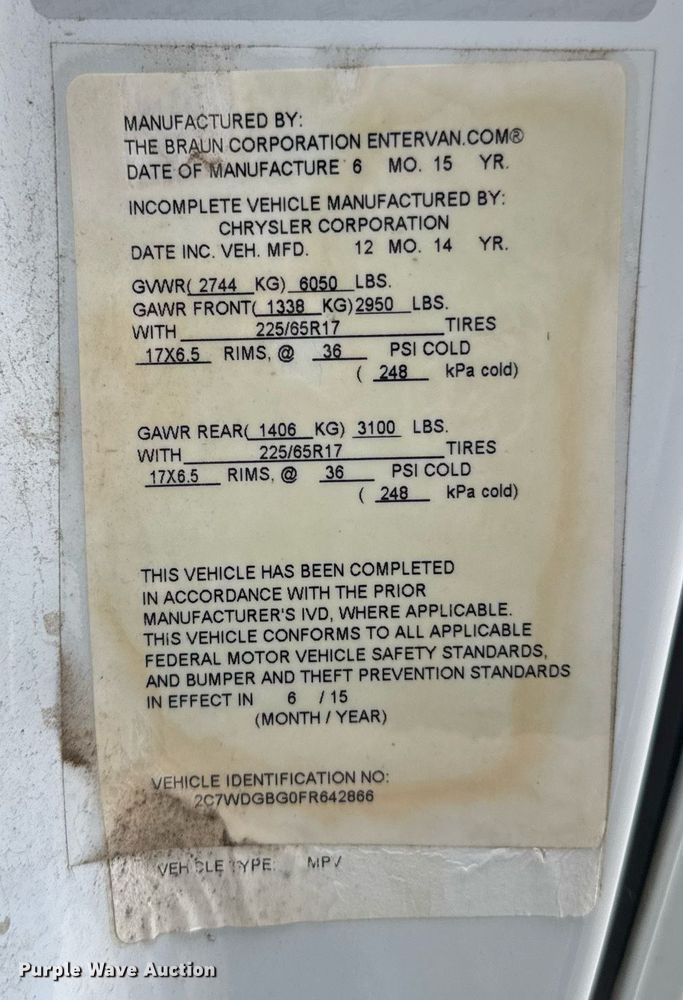 MANUFACTURED BY:
THE BRAUN CORPORATION ENTERVAN.COM®
DATE OF MANUFACTURE 6 MO. 15 YR.
INCOMPLETE VEHICLE MANUFACTURED BY:
CHRYSLER CORPORATION
DATE INC. VEH. MFD. 12 MO. 14 YR.
GVWR( 2744 KG) 6050 LBS.
GAWR FRONT( 1338 KG) 2950 LBS.
WITH 225/65R17 TIRES
17X6.5 RIMS, @ 36 PSI COLD
( 248 kPa cold)
GAWR REAR( 1406 KG) 3100 LBS.
WITH 225/65R17 TIRES
17X6.5 RIMS, @ 36 PSI COLD
( 248 kPa cold)
THIS VEHICLE HAS BEEN COMPLETED
IN ACCORDANCE WITH THE PRIOR
MANUFACTURER'S IVD, WHERE APPLICABLE.
THIS VEHICLE CONFORMS TO ALL APPLICABLE
FEDERAL MOTOR VEHICLE SAFETY STANDARDS,
AND BUMPER AND THEFT PREVENTION STANDARDS
IN EFFECT IN 6 / 15
(MONTH / YEAR)
VEHICLE IDENTIFICATION NO:
2C7WDGBG0FR642866
VEHICLE TYPE: MPV
Purple Wave Auction